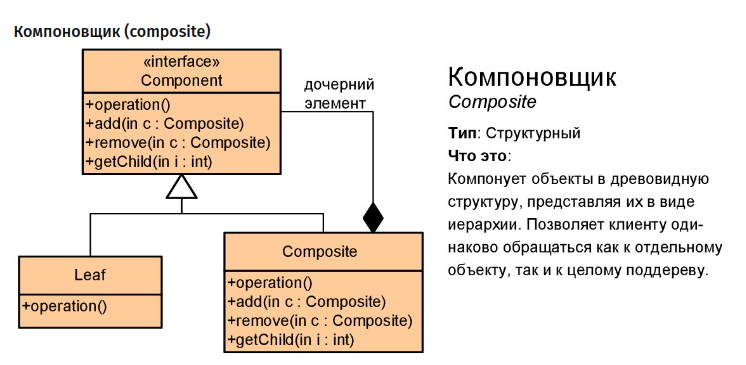 Компоновщик (composite)
«interface»
Component
+operation()
+add(in c : Composite)
+remove(in c : Composite)
+getChild(in i : int)
дочерний
элемент
Leaf
+operation()
Composite
+operation()
+add(in c : Composite)
+remove(in c : Composite)
+getChild(in i : int)
Компоновщик
Composite
Тип: Структурный
Что это:
Компонует объекты в древовидную
структуру, представляя их в виде
иерархии. Позволяет клиенту оди-
наково обращаться как к отдельному
объекту, так и к целому поддереву.